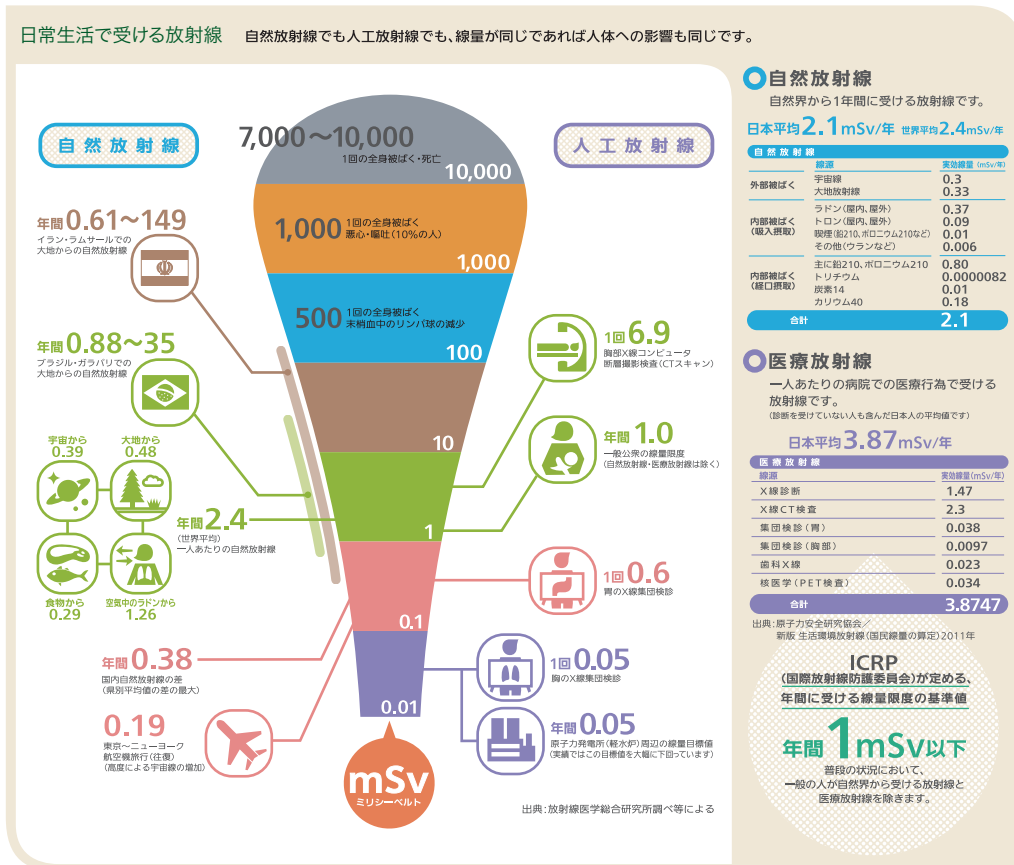 日常生活で受ける放射線 自然放射線でも人工放射線でも、線量が同じであれば人体への影響も同じです。
自然放射線
人工放射線
7,000〜10,000
1回の全身被ばく・死亡
10,000
1,000 1回の全身被ばく
悪心・嘔吐(10%の人)
1,000
500 1回の全身被ばく
末梢血中のリンパ球の減少
100
10
1
0.1
0.01
mSv
ミリシーベルト
年間0.61〜149
イラン・ラムサールでの
大地からの自然放射線
年間0.88〜35
ブラジル・ガラパリでの
大地からの自然放射線
宇宙から
0.39
大地から
0.48
食物から
0.29
空気中のラドンから
1.26
年間2.4
(世界平均)
一人あたりの自然放射線
年間0.38
国内自然放射線の差
(県別平均値の差の最大)
0.19
東京〜ニューヨーク
航空機旅行(往復)
(高度による宇宙線の増加)
1回6.9
胸部X線コンピュータ
断層撮影検査(CTスキャン)
年間1.0
一般公衆の線量限度
(自然放射線・医療放射線は除く)
1回0.6
胃のX線集団検診
1回0.05
胸のX線集団検診
年間0.05
原子力発電所(軽水炉)周辺の線量目標値
(実績ではこの目標値を大幅に下回っています)
出典:放射線医学総合研究所調べ等による
自然放射線
自然界から1年間に受ける放射線です。
日本平均2.1mSv/年 世界平均2.4mSv/年
自然放射線
線源 実効線量(mSv/年)
外部被ばく
宇宙線 0.3
大地放射線 0.33
内部被ばく
(吸入摂取)
ラドン(屋内、屋外) 0.37
トロン(屋内、屋外) 0.09
喫煙(鉛210、ポロニウム210など) 0.01
その他(ウランなど) 0.006
内部被ばく
(経口摂取)
主に鉛210、ポロニウム210 0.80
トリチウム 0.0000082
炭素14 0.01
カリウム40 0.18
合計 2.1
医療放射線
一人あたりの病院での医療行為で受ける
放射線です。
(診断を受けていない人も含んだ日本人の平均値です)
日本平均3.87mSv/年
医療放射線
線源 実効線量(mSv/年)
X線診断 1.47
X線CT検査 2.3
集団検診(胃) 0.038
集団検診(胸部) 0.0097
歯科X線 0.023
核医学(PET検査) 0.034
合計 3.8747
出典:原子力安全研究協会/
新版 生活環境放射線(国民線量の算定)2011年
ICRP
(国際放射線防護委員会)が定める、
年間に受ける線量限度の基準値
年間1mSv以下
普段の状況において、
一般の人が自然界から受ける放射線と
医療放射線を除きます。